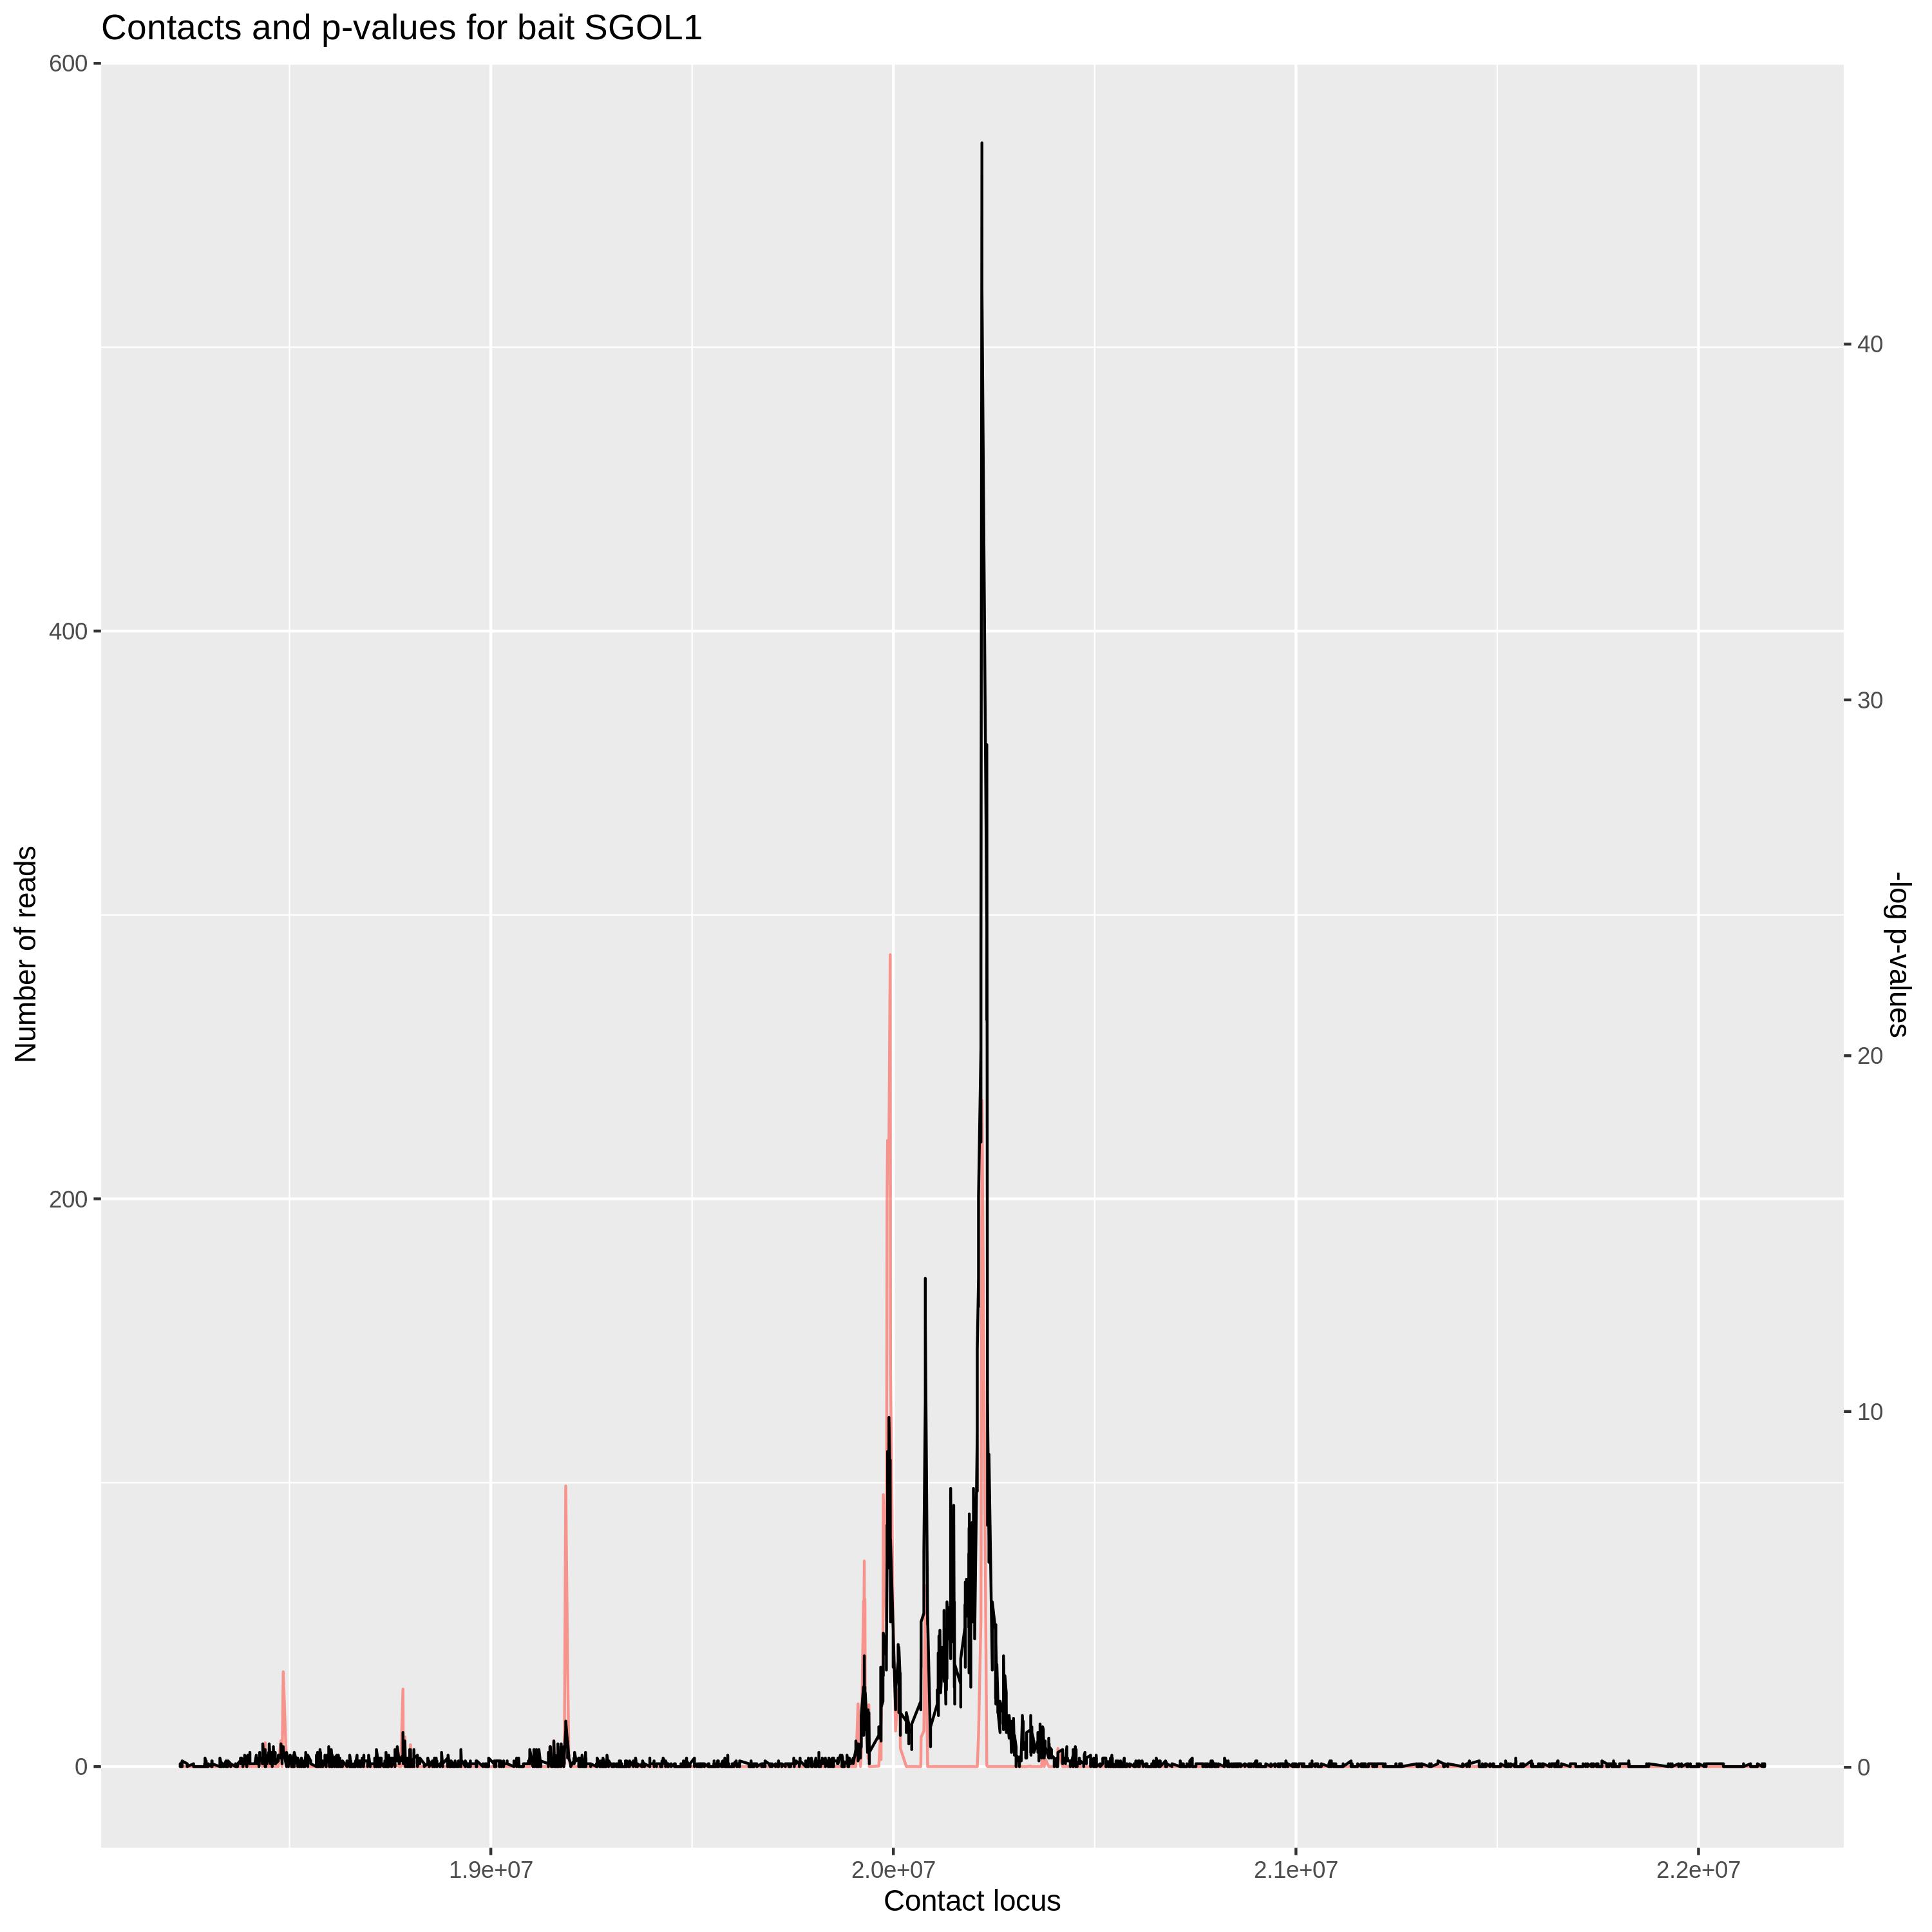 Contacts and p-values for bait SGOL1
600
400
200
0
Number of reads
40
30
20
10
0
-log p-values
1.9e+07
2.0e+07
2.1e+07
2.2e+07
Contact locus